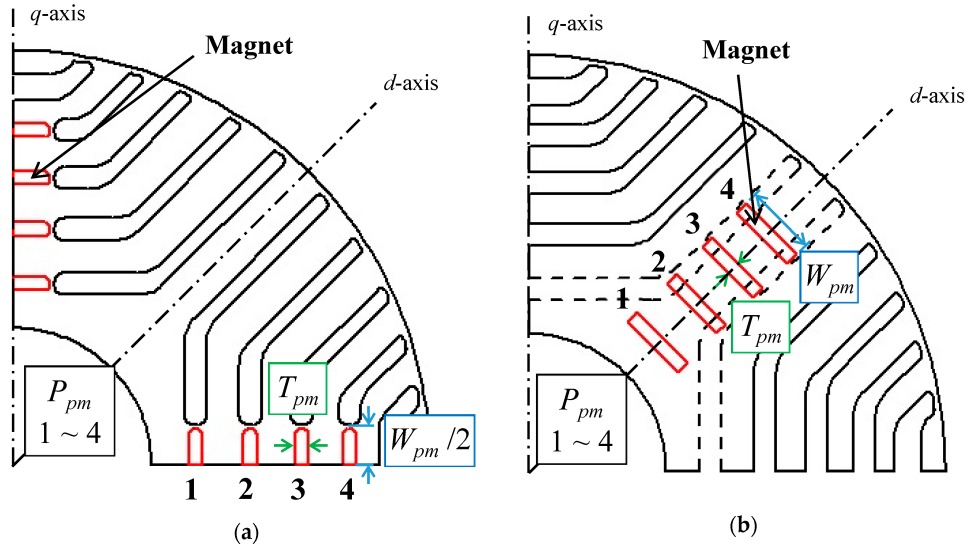 q-axis
Magnet
d-axis
T_pm
P_pm
1 ~ 4
W_pm/2
1 2 3 4
(a)
q-axis
Magnet
d-axis
4
3
2
1
W_pm
T_pm
P_pm
1 ~ 4
(b)